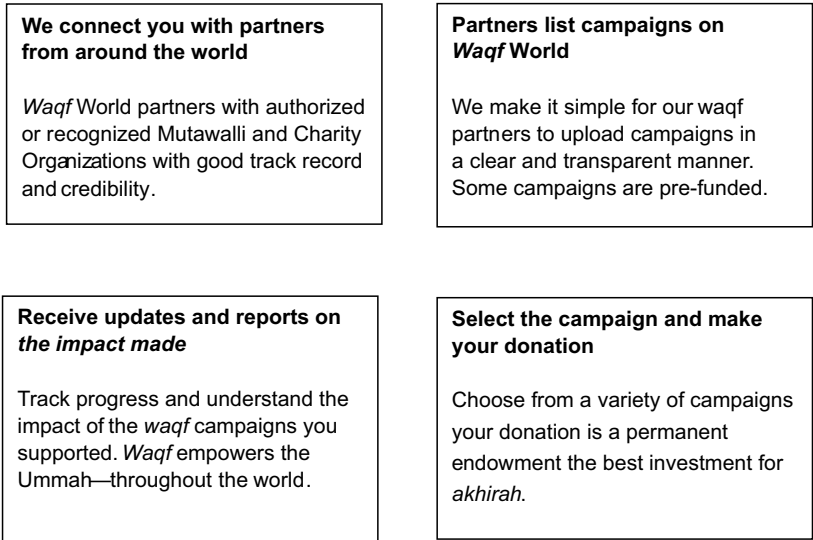 We connect you with partners
from around the world
Waqf World partners with authorized
or recognized Mutawalli and Charity
Organizations with good track record
and credibility.
Partners list campaigns on
Waqf World
We make it simple for our waqf
partners to upload campaigns in
a clear and transparent manner.
Some campaigns are pre-funded.
Receive updates and reports on
the impact made
Track progress and understand the
impact of the waqf campaigns you
supported. Waqf empowers the
Ummah—throughout the world.
Select the campaign and make
your donation
Choose from a variety of campaigns
your donation is a permanent
endowment the best investment for
akhirah.